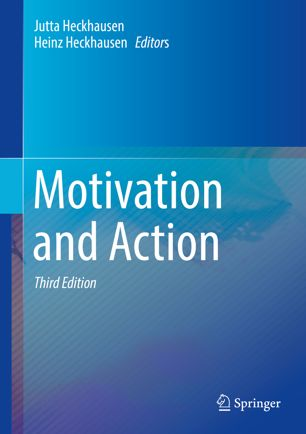 Jutta Heckhausen
Heinz Heckhausen Editors
Motivation
and Action
Third Edition
Springer